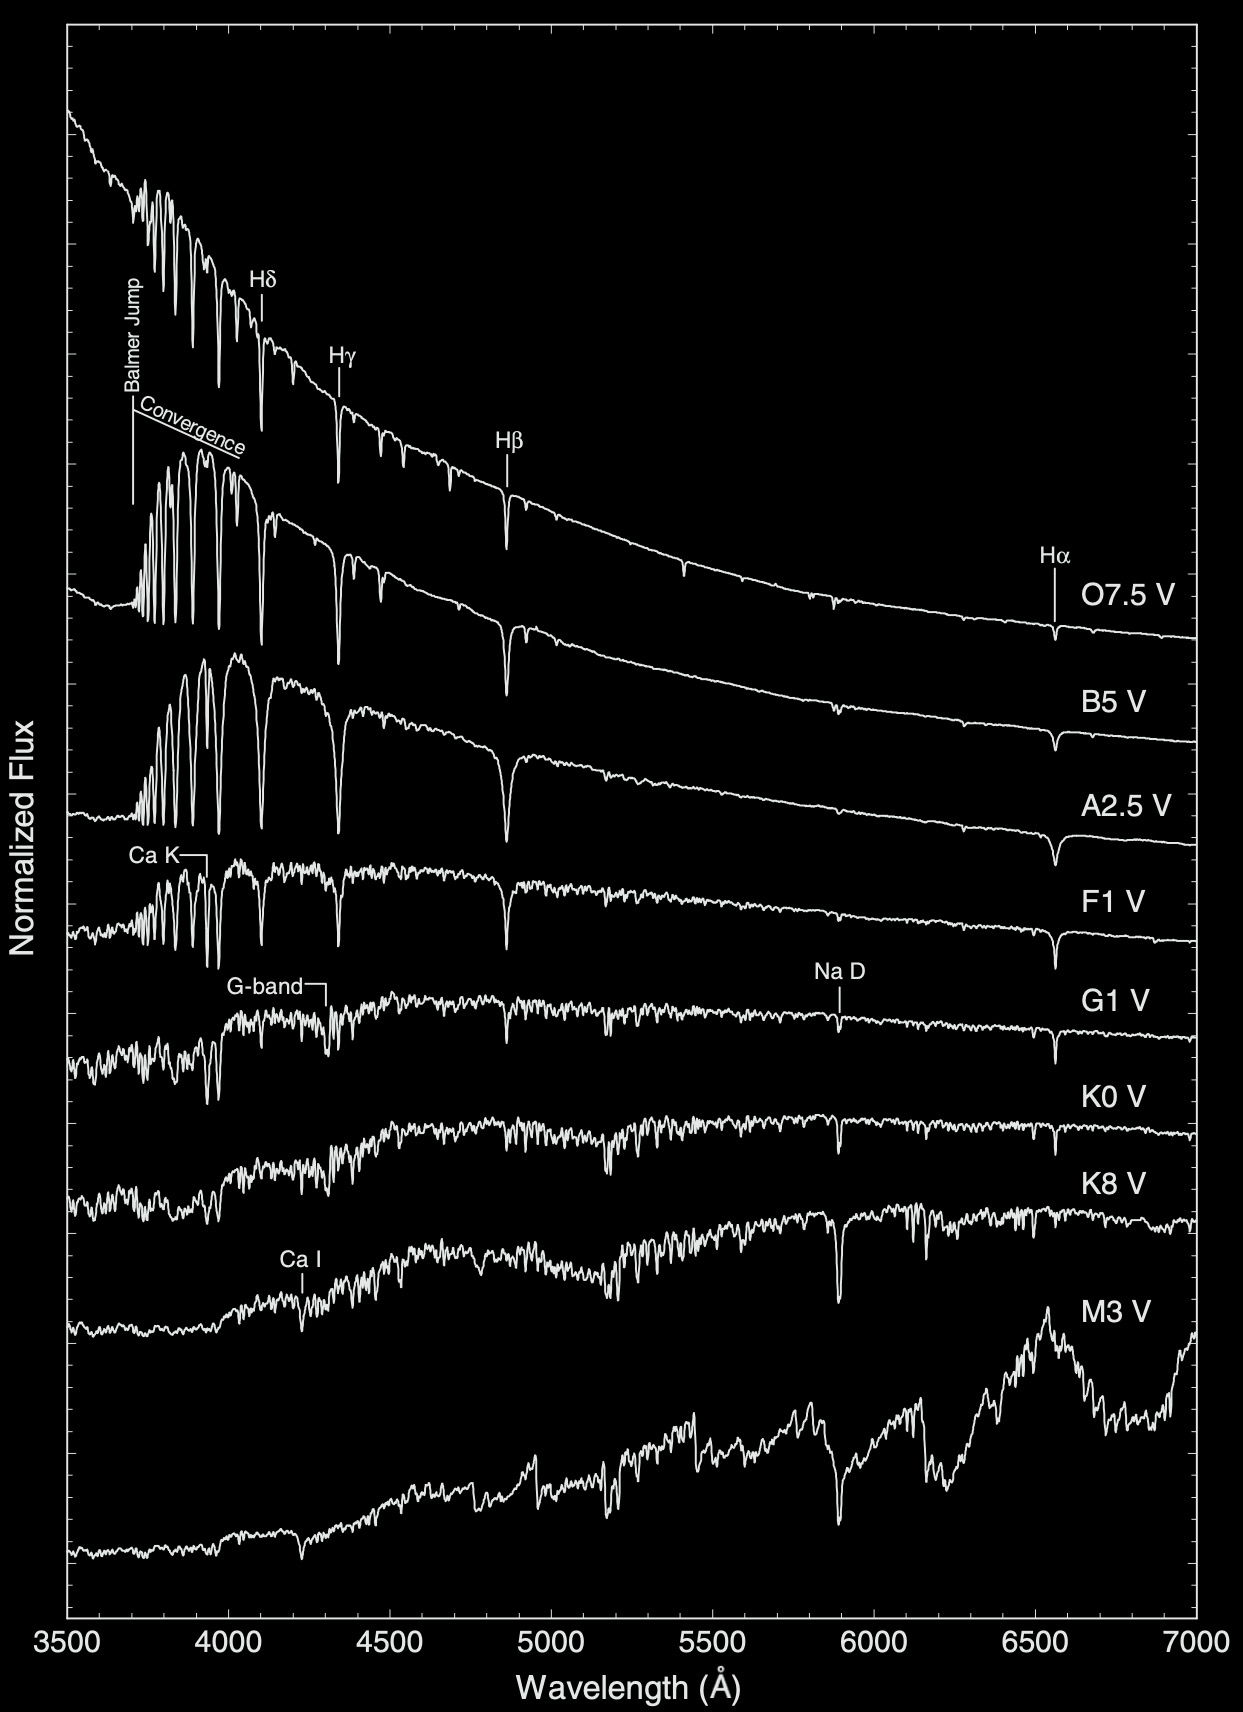 Hδ
Balmer Jump
Hγ
Convergence
Hβ
Hα
O7.5 V
B5 V
A2.5 V
Ca K
F1 V
Normalized Flux
G-band
Na D
G1 V
K0 V
K8 V
Ca I
M3 V
3500 4000 4500 5000 5500 6000 6500 7000
Wavelength (Å)